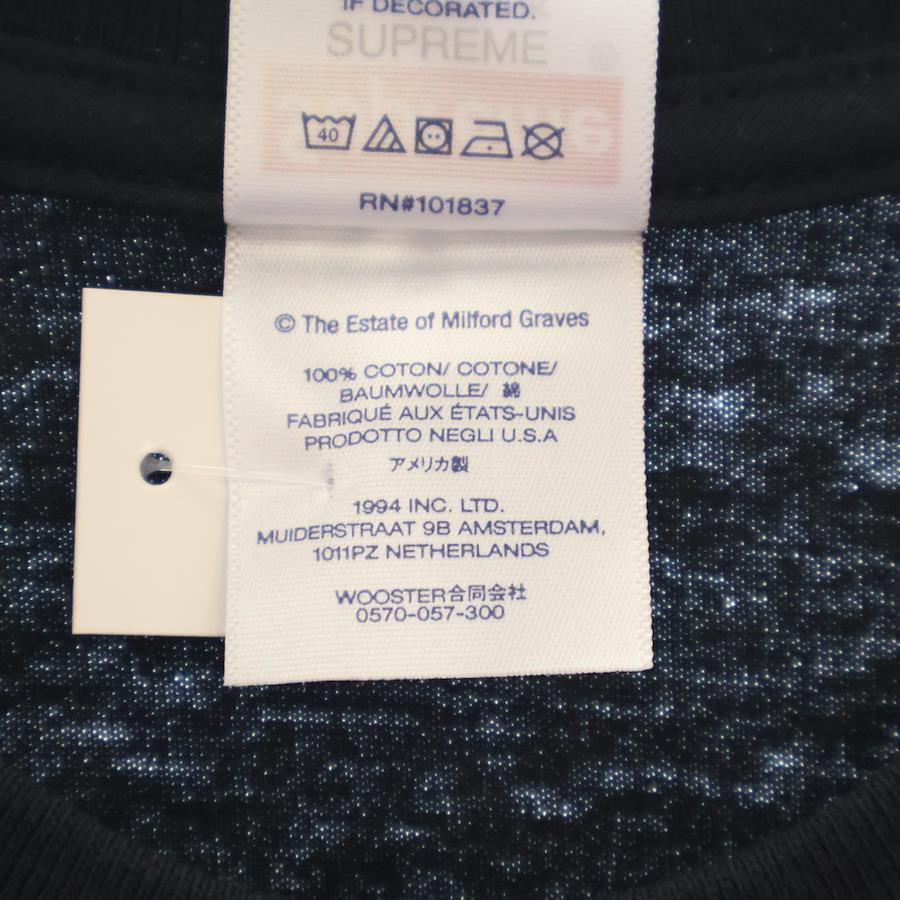 IF DECORATED.
SUPREME
40
RN#101837
© The Estate of Milford Graves
100% COTON/ COTONE/
BAUMWOLLE/ 綿
FABRIQUÉ AUX ÉTATS-UNIS
PRODOTTO NEGLI U.S.A
アメリカ製
1994 INC. LTD.
MUIDERSTRAAT 9B AMSTERDAM,
1011PZ NETHERLANDS
WOOSTER合同会社
0570-057-300